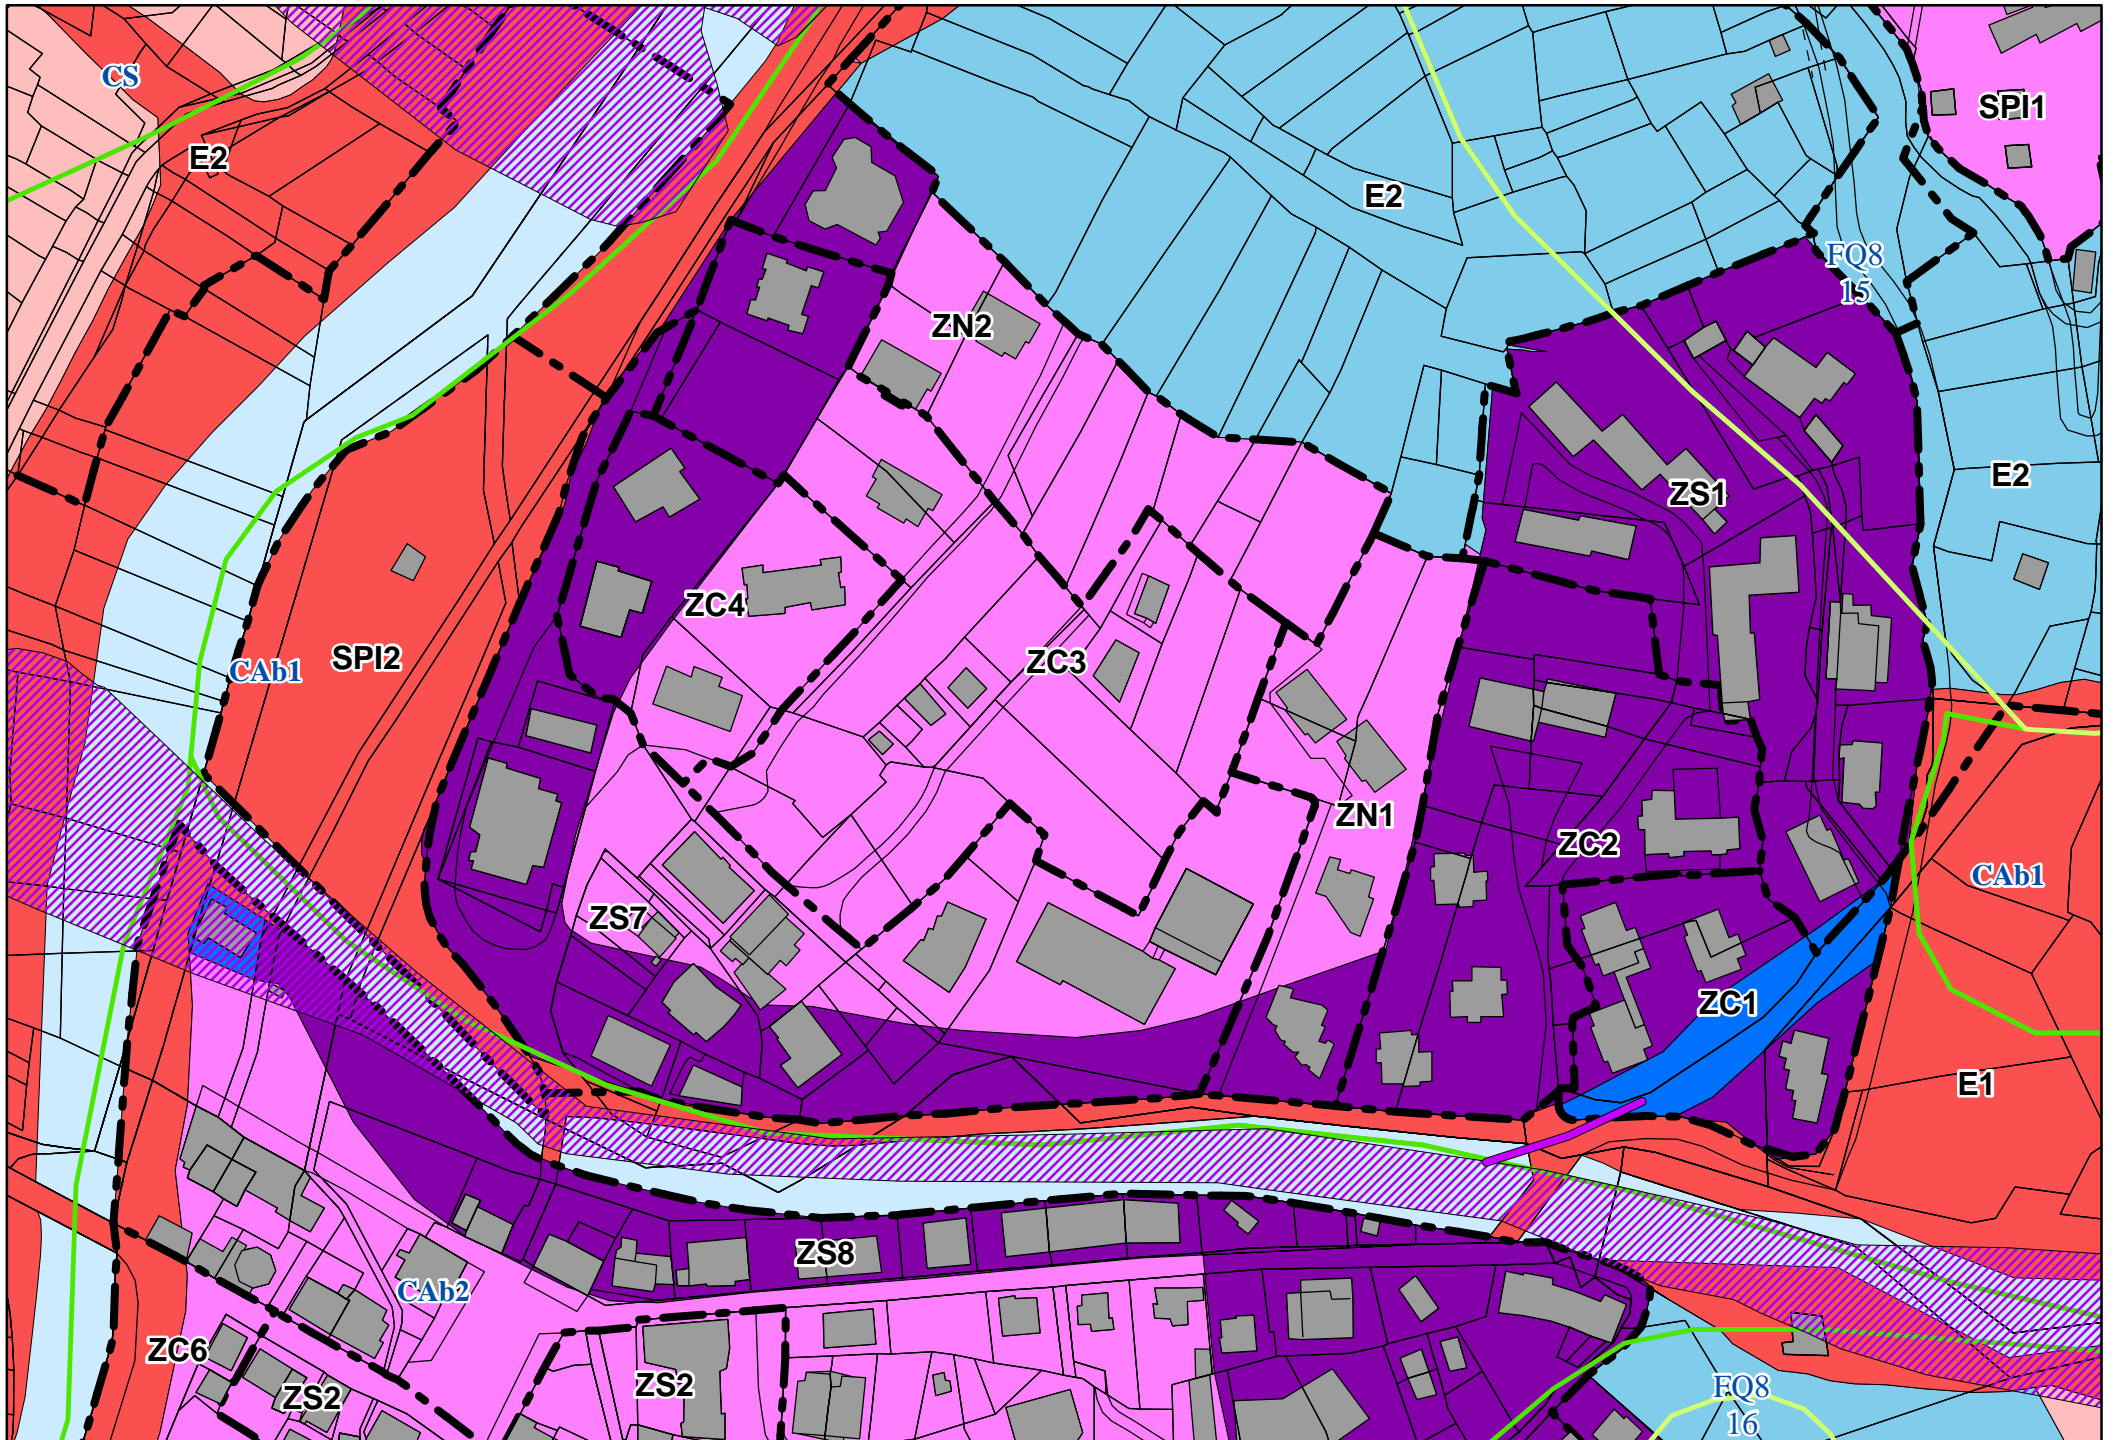 CS
SPI1
E2
E2
FQ8
15
ZN2
E2
ZS1
ZC4
SPI2
CAb1
ZC3
ZN1
ZC2
CAb1
ZS7
ZC1
E1
ZS8
CAb2
ZC6
ZS2
ZS2
FQ8
16